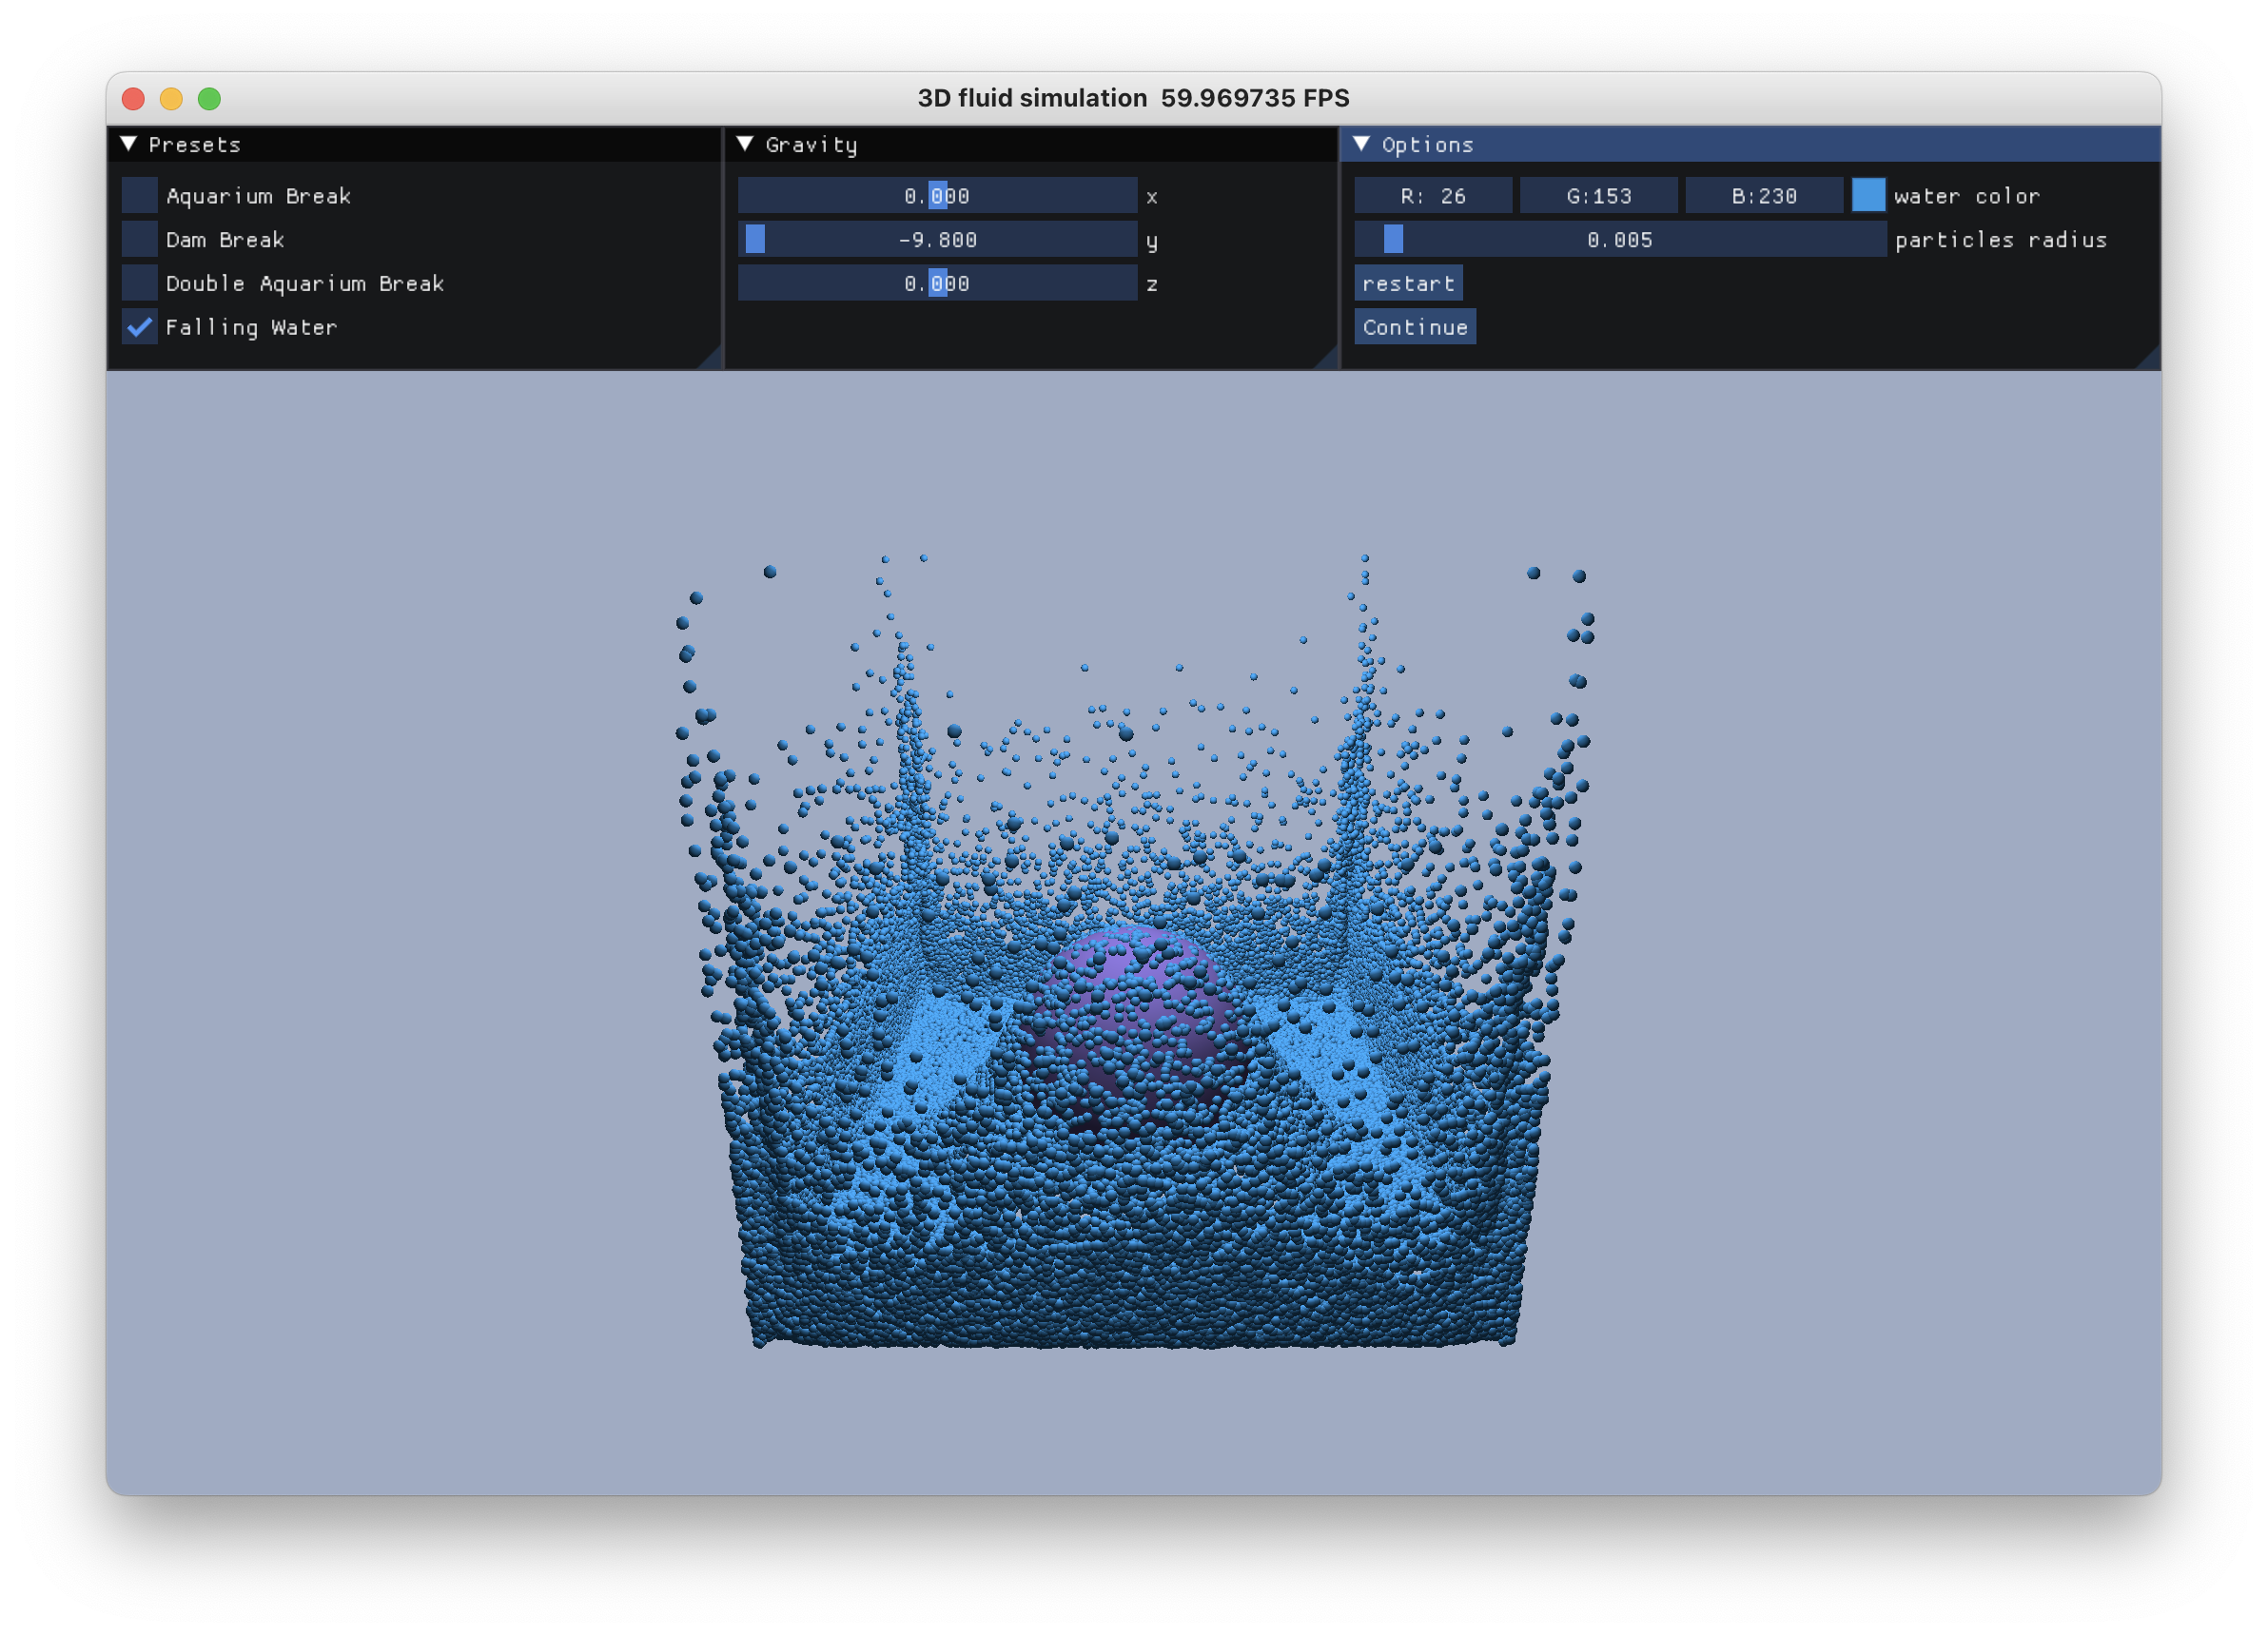 3D fluid simulation 59.969735 FPS
Presets
Aquarium Break
Dam Break
Double Aquarium Break
Falling Water
Gravity
0.000 x
-9.800 y
0.000 z
Options
R: 26 G:153 B:230 water color
0.005 particles radius
restart
Continue